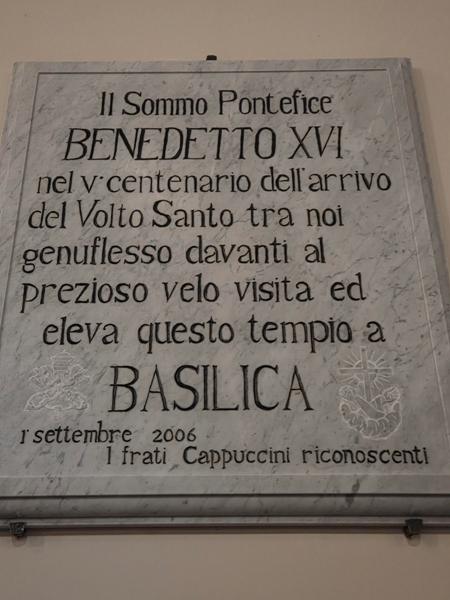 Il Sommo Pontefice
BENEDETTO XVI
nel V° centenario dell'arrivo
del Volto Santo tra noi
genuflesso davanti al
prezioso velo visita ed
eleva questo tempio a
BASILICA
1° settembre 2006
I frati Cappuccini riconoscenti